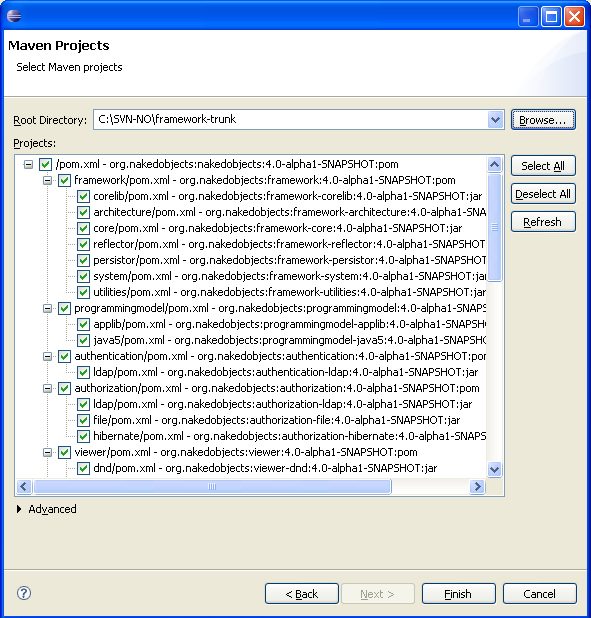 Maven Projects
Select Maven projects
Root Directory: C:\SVN-NO\framework-trunk Browse...
Projects:
/pom.xml - org.nakedobjects:nakedobjects:4.0-alpha1-SNAPSHOT:pom Select All
framework/pom.xml - org.nakedobjects:framework:4.0-alpha1-SNAPSHOT:pom
corelib/pom.xml - org.nakedobjects:framework-corelib:4.0-alpha1-SNAPSHOT:jar Deselect All
architecture/pom.xml - org.nakedobjects:framework-architecture:4.0-alpha1-SNA
core/pom.xml - org.nakedobjects:framework-core:4.0-alpha1-SNAPSHOT:jar Refresh
reflector/pom.xml - org.nakedobjects:framework-reflector:4.0-alpha1-SNAPSHOT
persistor/pom.xml - org.nakedobjects:framework-persistor:4.0-alpha1-SNAPSHOT
system/pom.xml - org.nakedobjects:framework-system:4.0-alpha1-SNAPSHOT:jar
utilities/pom.xml - org.nakedobjects:framework-utilities:4.0-alpha1-SNAPSHOT:jar
programmingmodel/pom.xml - org.nakedobjects:programmingmodel:4.0-alpha1-SNAPS
applib/pom.xml - org.nakedobjects:programmingmodel-applib:4.0-alpha1-SNAPSH
java5/pom.xml - org.nakedobjects:programmingmodel-java5:4.0-alpha1-SNAPSH
authentication/pom.xml - org.nakedobjects:authentication:4.0-alpha1-SNAPSHOT:pom
ldap/pom.xml - org.nakedobjects:authentication-ldap:4.0-alpha1-SNAPSHOT:jar
authorization/pom.xml - org.nakedobjects:authorization:4.0-alpha1-SNAPSHOT:pom
ldap/pom.xml - org.nakedobjects:authorization-ldap:4.0-alpha1-SNAPSHOT:jar
file/pom.xml - org.nakedobjects:authorization-file:4.0-alpha1-SNAPSHOT:jar
hibernate/pom.xml - org.nakedobjects:authorization-hibernate:4.0-alpha1-SNAPS
viewer/pom.xml - org.nakedobjects:viewer:4.0-alpha1-SNAPSHOT:pom
dnd/pom.xml - org.nakedobjects:viewer-dnd:4.0-alpha1-SNAPSHOT:jar
Advanced
? < Back Next > Finish Cancel